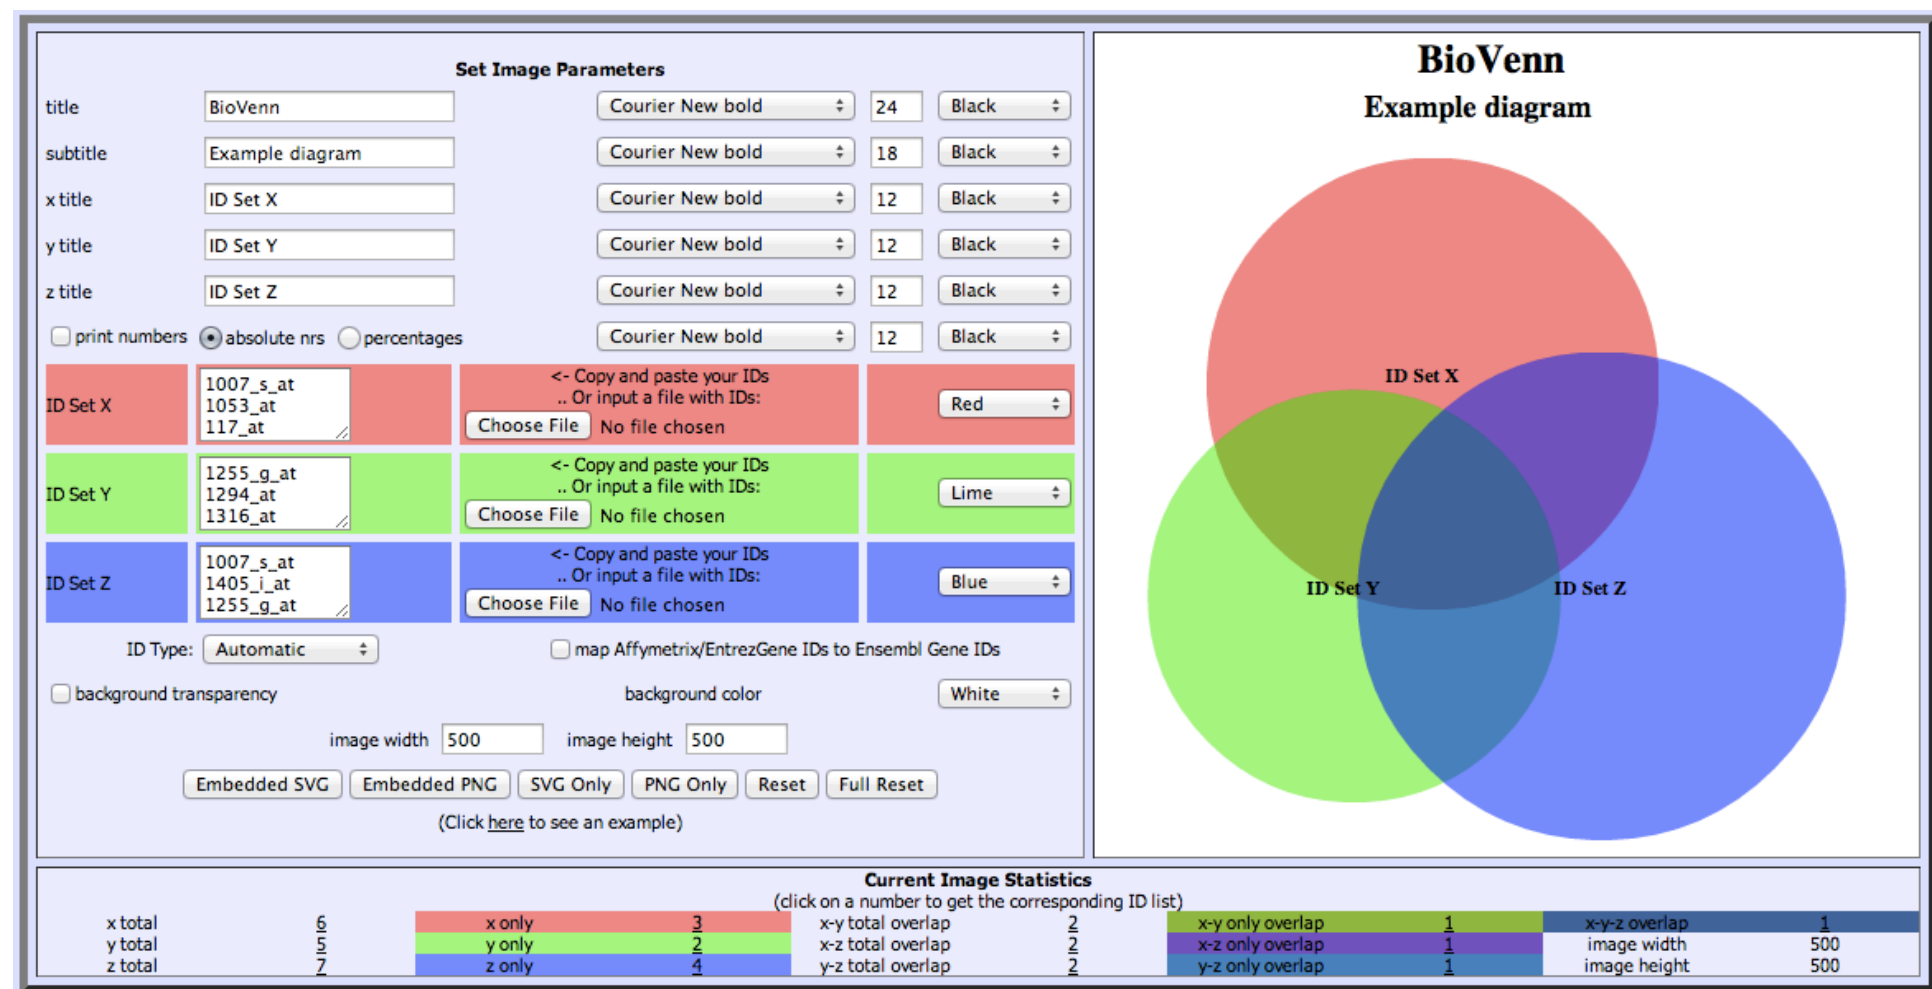 Set Image Parameters
title BioVenn Courier New bold 24 Black
subtitle Example diagram Courier New bold 18 Black
x title ID Set X Courier New bold 12 Black
y title ID Set Y Courier New bold 12 Black
z title ID Set Z Courier New bold 12 Black
print numbers absolute nrs percentages Courier New bold 12 Black
ID Set X
1007_s_at
1053_at
117_at
<- Copy and paste your IDs
.. Or input a file with IDs:
Choose File No file chosen
Red
ID Set Y
1255_g_at
1294_at
1316_at
<- Copy and paste your IDs
.. Or input a file with IDs:
Choose File No file chosen
Lime
ID Set Z
1007_s_at
1405_i_at
1255_g_at
<- Copy and paste your IDs
.. Or input a file with IDs:
Choose File No file chosen
Blue
ID Type: Automatic map Affymetrix/EntrezGene IDs to Ensembl Gene IDs
background transparency background color White
image width 500 image height 500
Embedded SVG Embedded PNG SVG Only PNG Only Reset Full Reset
(Click here to see an example)
BioVenn
Example diagram
ID Set X
ID Set Y ID Set Z
Current Image Statistics
(click on a number to get the corresponding ID list)
x total 6 x only 3 x-y total overlap 2 x-y only overlap 1 x-y-z overlap 1
y total 5 y only 2 x-z total overlap 2 x-z only overlap 1 image width 500
z total 7 z only 4 y-z total overlap 2 y-z only overlap 1 image height 500